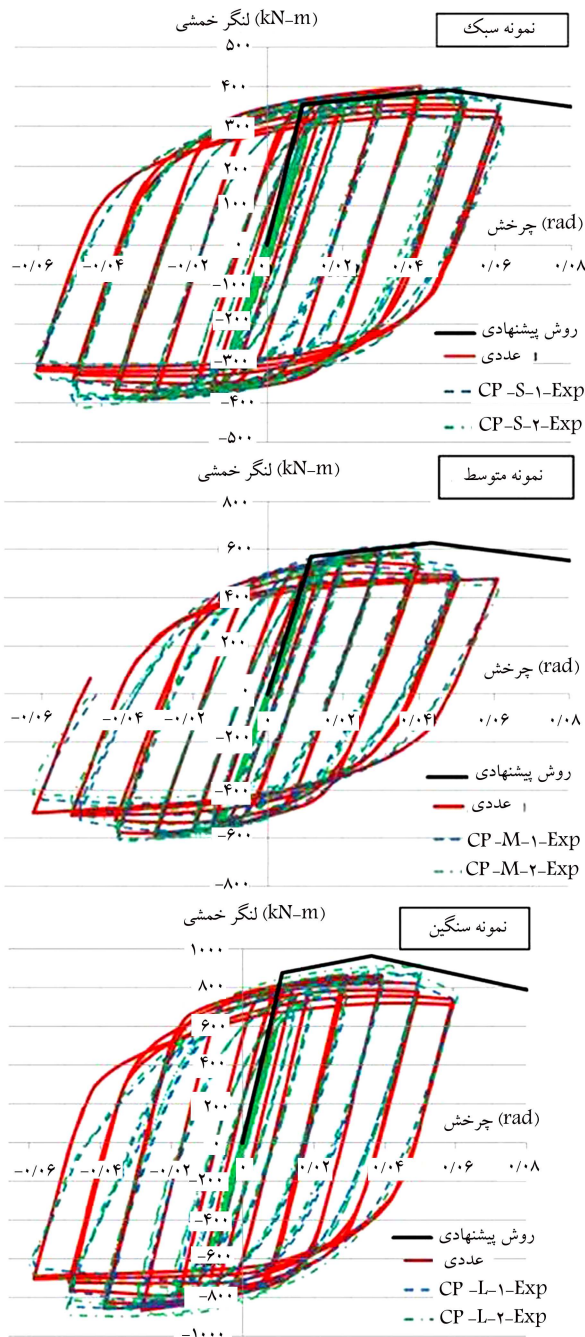 نمونه سبک
لنگر خمشی (kN-m)
۵۰۰
۴۰۰
۳۰۰
۲۰۰
۱۰۰
۰
-۱۰۰
-۲۰۰
-۳۰۰
-۴۰۰
-۵۰۰
چرخش (rad)
-۰/۰۶ -۰/۰۴ -۰/۰۲ ۰/۰۲ ۰/۰۴ ۰/۰۶ ۰/۰۸
روش پیشنهادی
عددی
CP-S-۱-Exp
CP-S-۲-Exp
نمونه متوسط
لنگر خمشی (kN-m)
۸۰۰
۶۰۰
۴۰۰
۲۰۰
۰
-۲۰۰
-۴۰۰
-۶۰۰
-۸۰۰
چرخش (rad)
-۰/۰۶ -۰/۰۴ -۰/۰۲ ۰ ۰/۰۲ ۰/۰۴ ۰/۰۶ ۰/۰۸
روش پیشنهادی
عددی
CP-M-۱-Exp
CP-M-۲-Exp
نمونه سنگین
لنگر خمشی (kN-m)
۱۰۰۰
۸۰۰
۶۰۰
۴۰۰
۲۰۰
۰
-۲۰۰
-۴۰۰
-۶۰۰
-۸۰۰
-۱۰۰۰
چرخش (rad)
-۰/۰۶ -۰/۰۴ -۰/۰۲ ۰ ۰/۰۲ ۰/۰۴ ۰/۰۶ ۰/۰۸
روش پیشنهادی
عددی
CP-L-۱-Exp
CP-L-۲-Exp